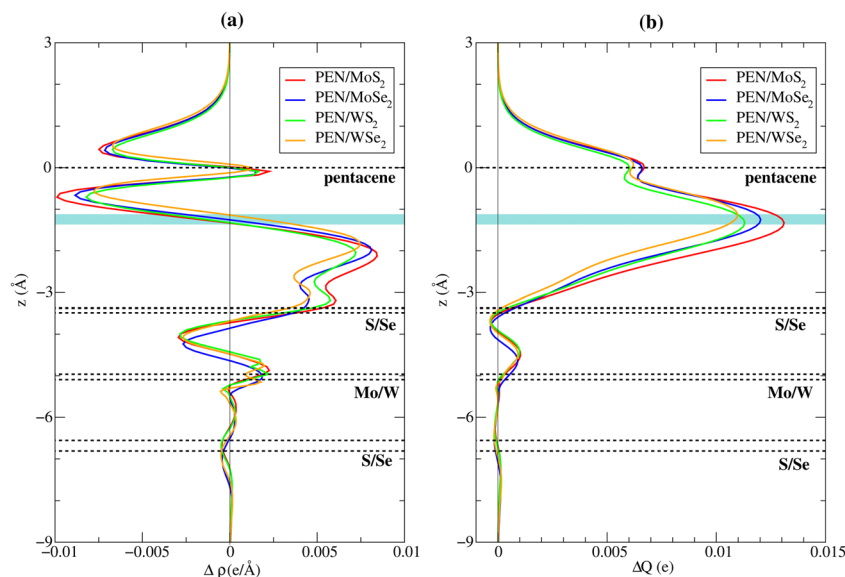 (a)
3
0
−3
−6
−9
z (Å)
PEN/MoS2
PEN/MoSe2
PEN/WS2
PEN/WSe2
pentacene
S/Se
Mo/W
S/Se
−0.01
−0.005
0
0.005
0.01
Δ ρ (e/Å)
(b)
3
0
−3
−6
−9
z (Å)
PEN/MoS2
PEN/MoSe2
PEN/WS2
PEN/WSe2
pentacene
S/Se
Mo/W
S/Se
0
0.005
0.01
0.015
ΔQ (e)